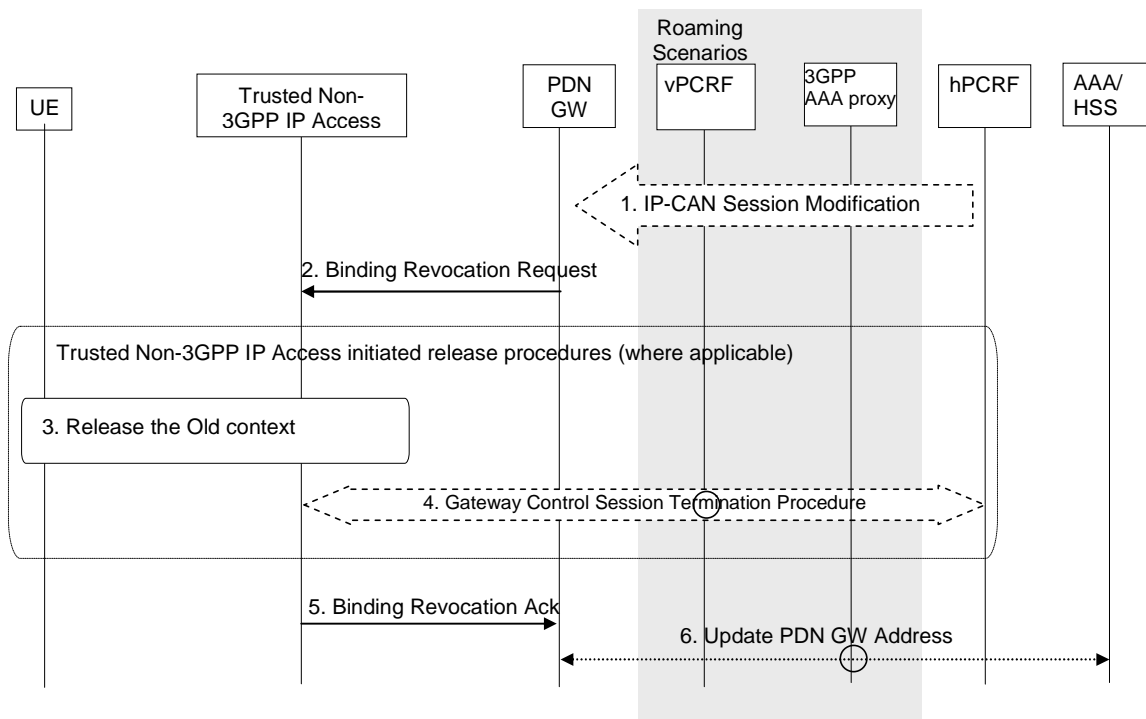 Roaming
Scenarios
UE
Trusted Non-
3GPP IP Access
PDN
GW
vPCRF
3GPP
AAA proxy
hPCRF
AAA/
HSS
1. IP-CAN Session Modification
2. Binding Revocation Request
Trusted Non-3GPP IP Access initiated release procedures (where applicable)
3. Release the Old context
4. Gateway Control Session Termination Procedure
5. Binding Revocation Ack
6. Update PDN GW Address